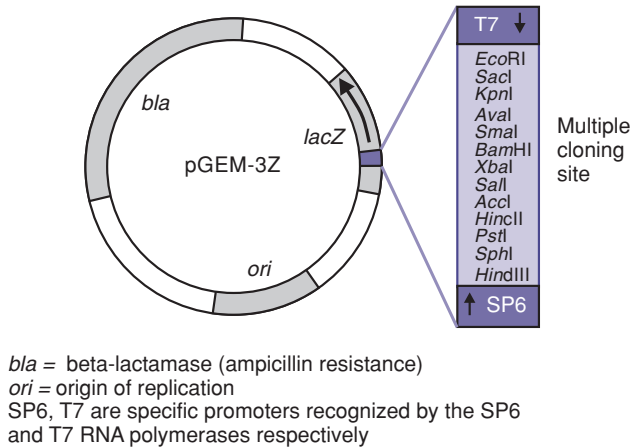 T7 ↓
EcoRI
SacI
KpnI
AvaI
SmaI
BamHI
XbaI
SalI
AccI
HincII
PstI
SphI
HindIII
↑ SP6
Multiple
cloning
site
bla
lacZ
pGEM-3Z
ori
bla = beta-lactamase (ampicillin resistance)
ori = origin of replication
SP6, T7 are specific promoters recognized by the SP6
and T7 RNA polymerases respectively